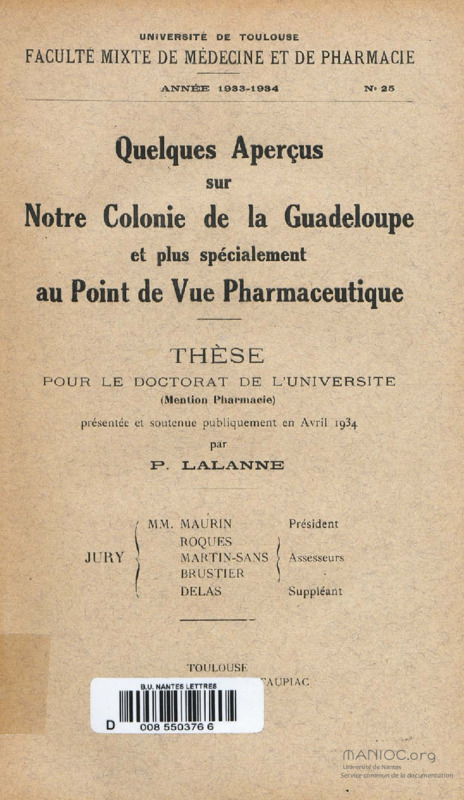 UNIVERSITÉ DE TOULOUSE
FACULTÉ MIXTE DE MÉDECINE ET DE PHARMACIE
ANNÉE 1933-1934 N° 25
Quelques Aperçus
sur
Notre Colonie de la Guadeloupe
et plus spécialement
au Point de Vue Pharmaceutique
THÈSE
POUR LE DOCTORAT DE L'UNIVERSITE
(Mention Pharmacie)
présentée et soutenue publiquement en Avril 1934
par
P. LALANNE
MM. MAURIN Président
ROQUES
JURY MARTIN-SANS Assesseurs
BRUSTIER
DELAS Suppléant
TOULOUSE
B.U. NANTES LETTRES
D 008 550376 6
MANIOC.org
Université de Nantes
Service commun de la documentation